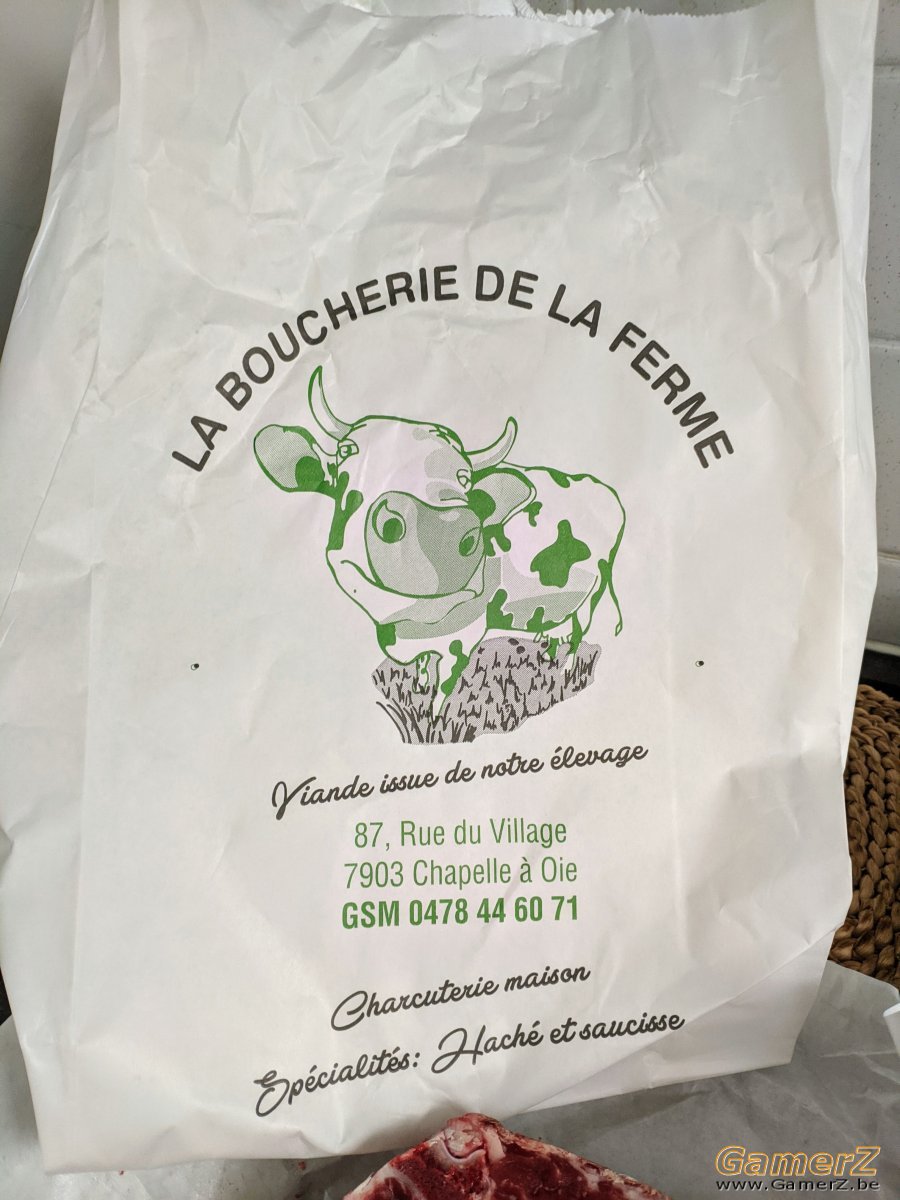 LA BOUCHERIE DE LA FERME
Viande issue de notre élevage
87, Rue du Village
7903 Chapelle à Oie
GSM 0478 44 60 71
Charcuterie maison
Spécialités: Haché et saucisse
GamerZ
www.GamerZ.be